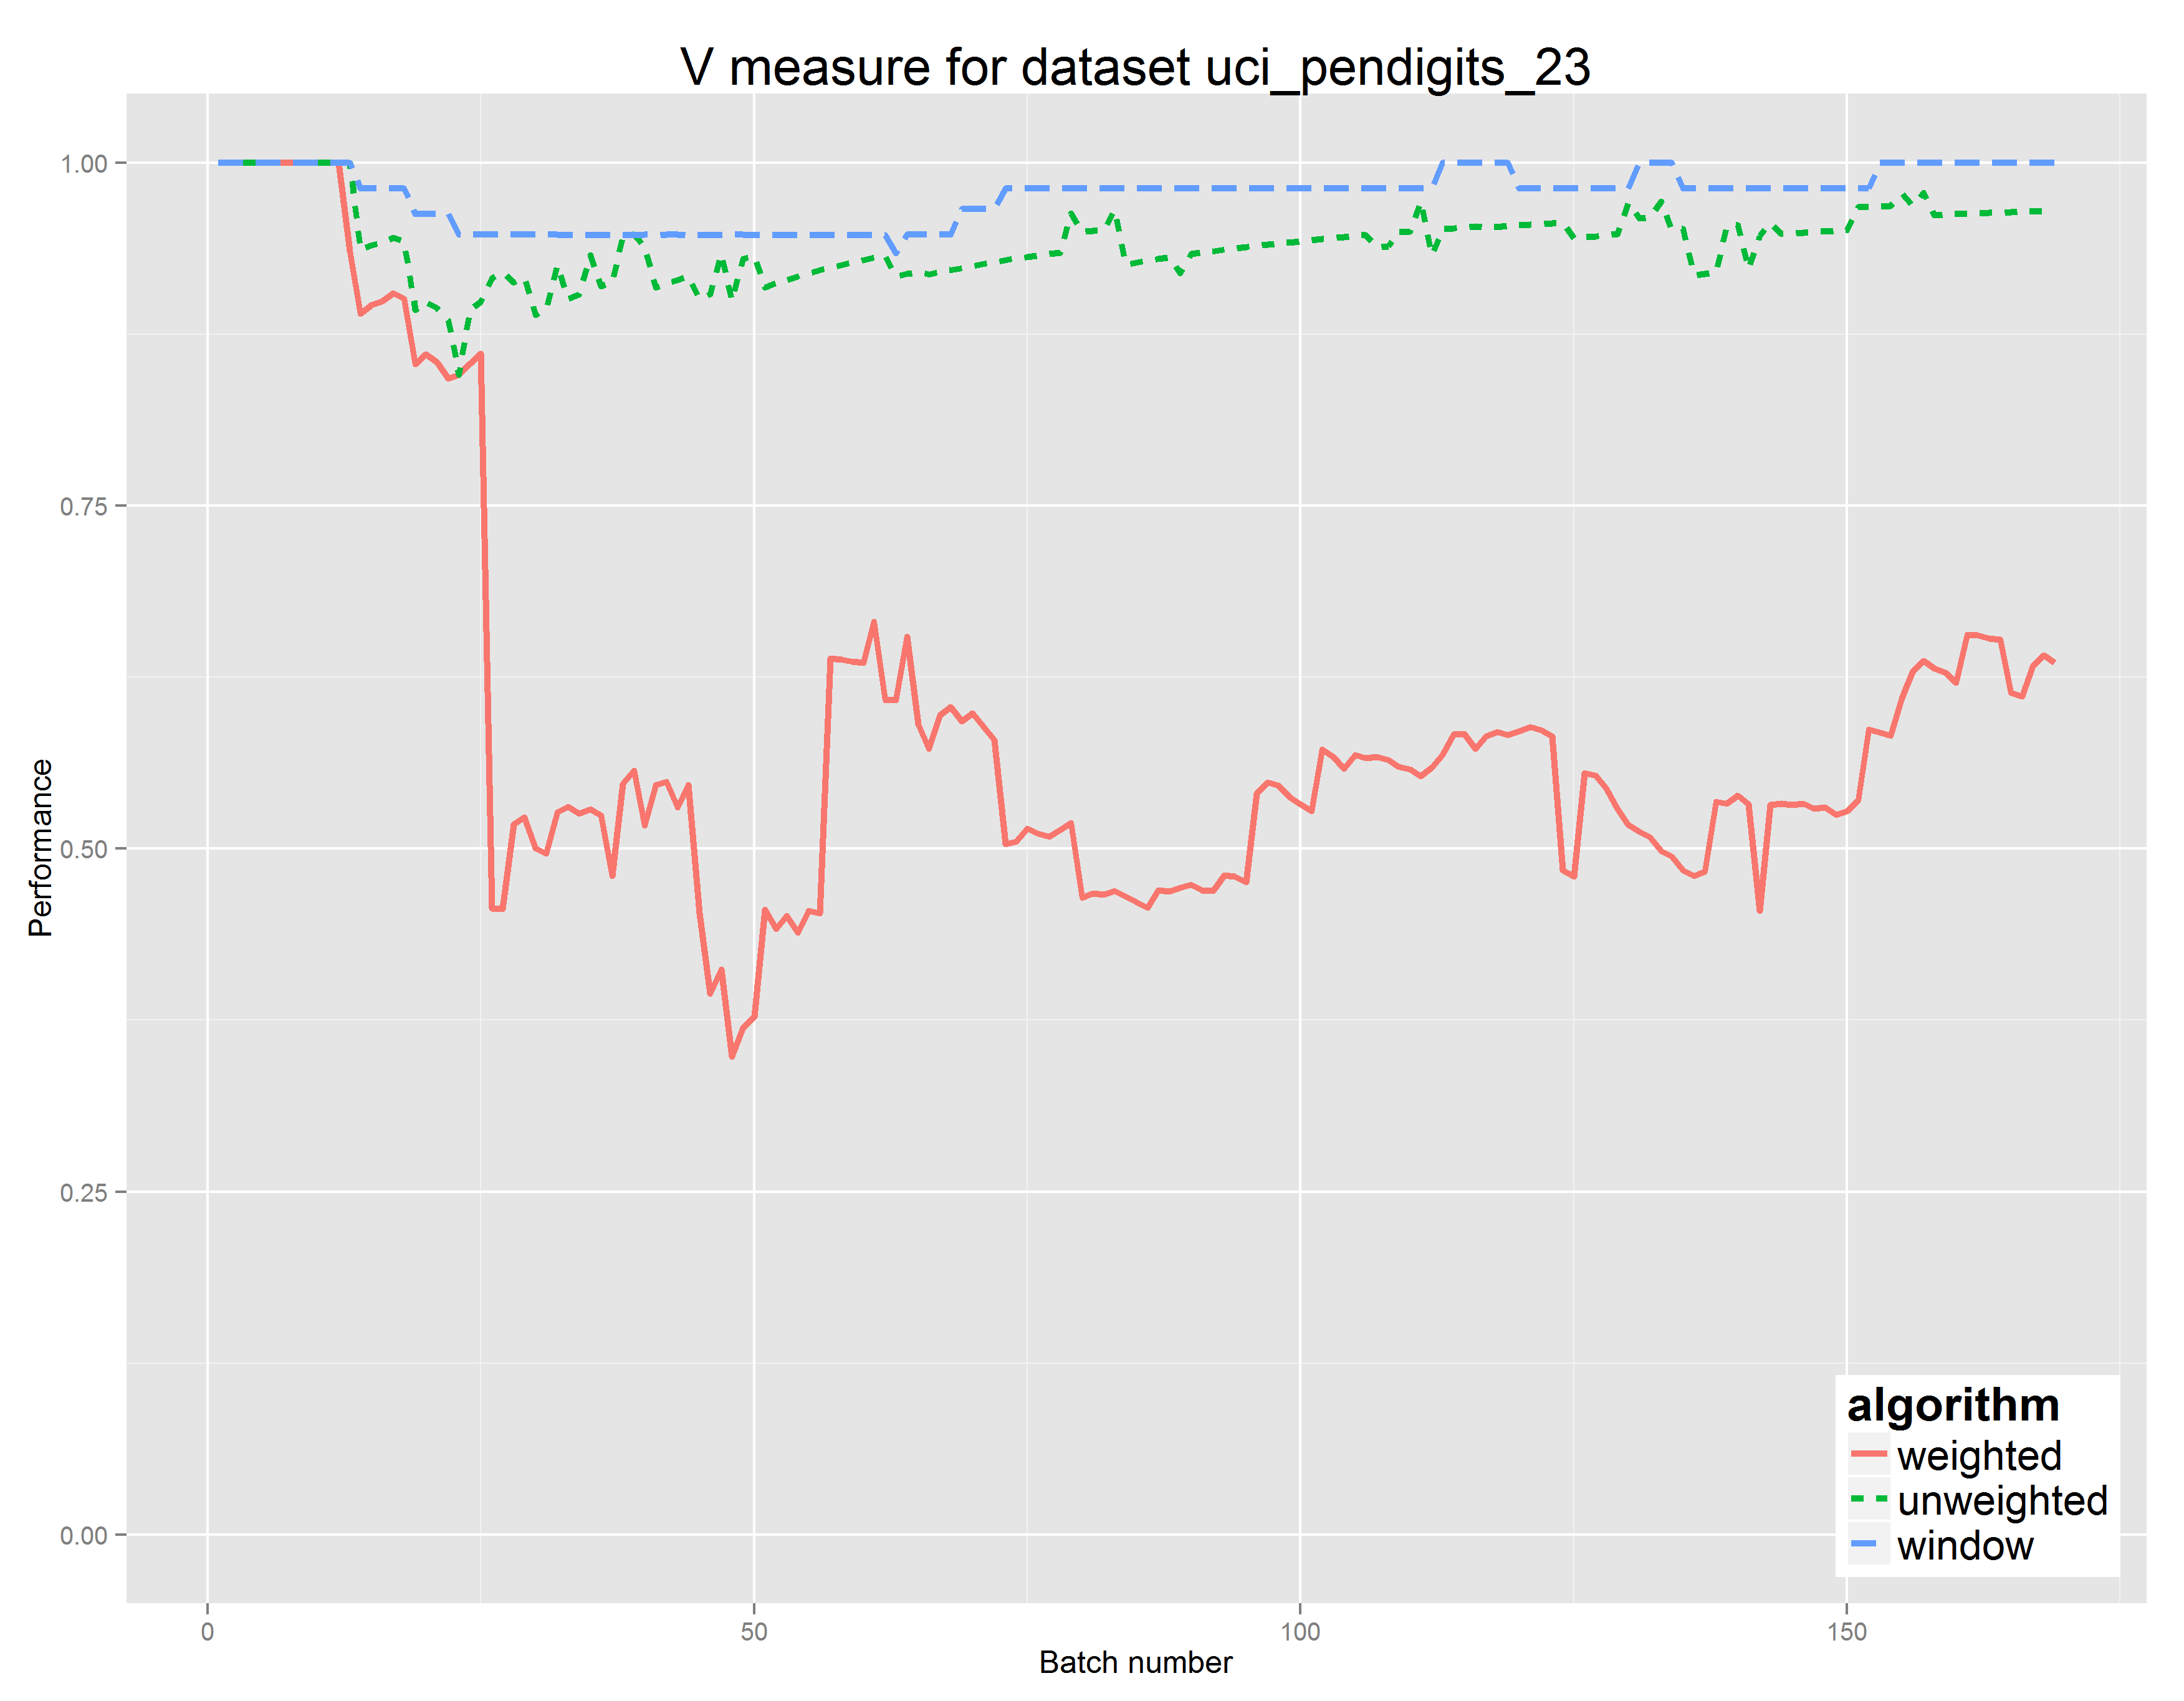 V measure for dataset uci_pendigits_23
1.00
0.75
0.50
0.25
0.00
Performance
0
50
100
150
Batch number
algorithm
weighted
unweighted
window